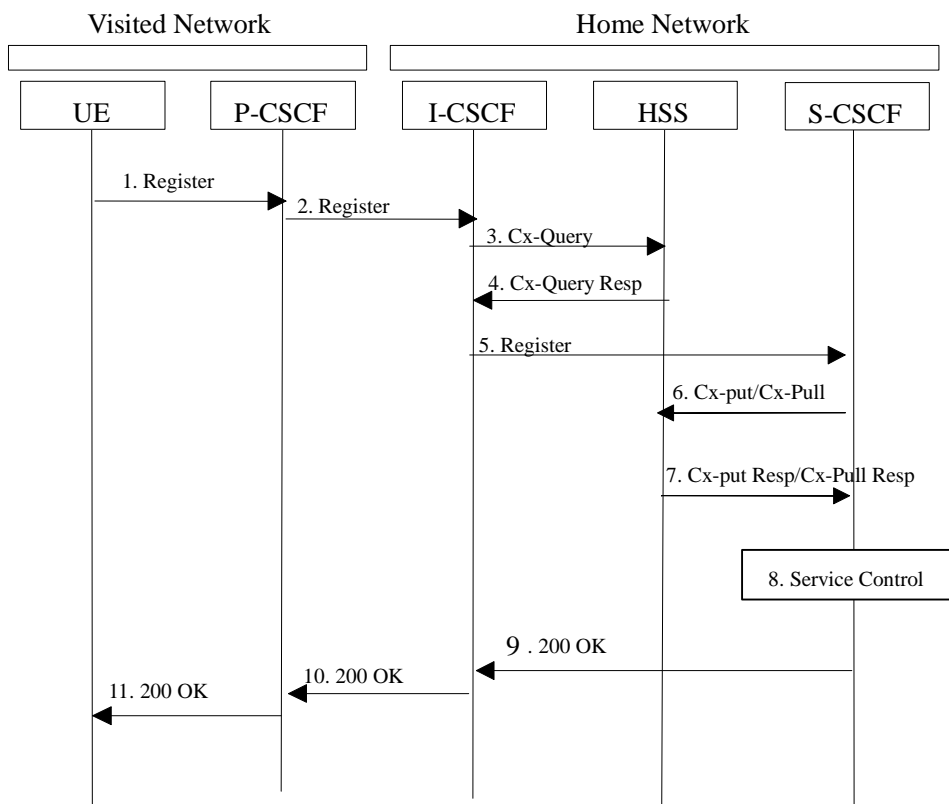 Visited Network
Home Network
UE
P-CSCF
I-CSCF
HSS
S-CSCF
1. Register
2. Register
3. Cx-Query
4. Cx-Query Resp
5. Register
6. Cx-put/Cx-Pull
7. Cx-put Resp/Cx-Pull Resp
8. Service Control
9 . 200 OK
10. 200 OK
11. 200 OK